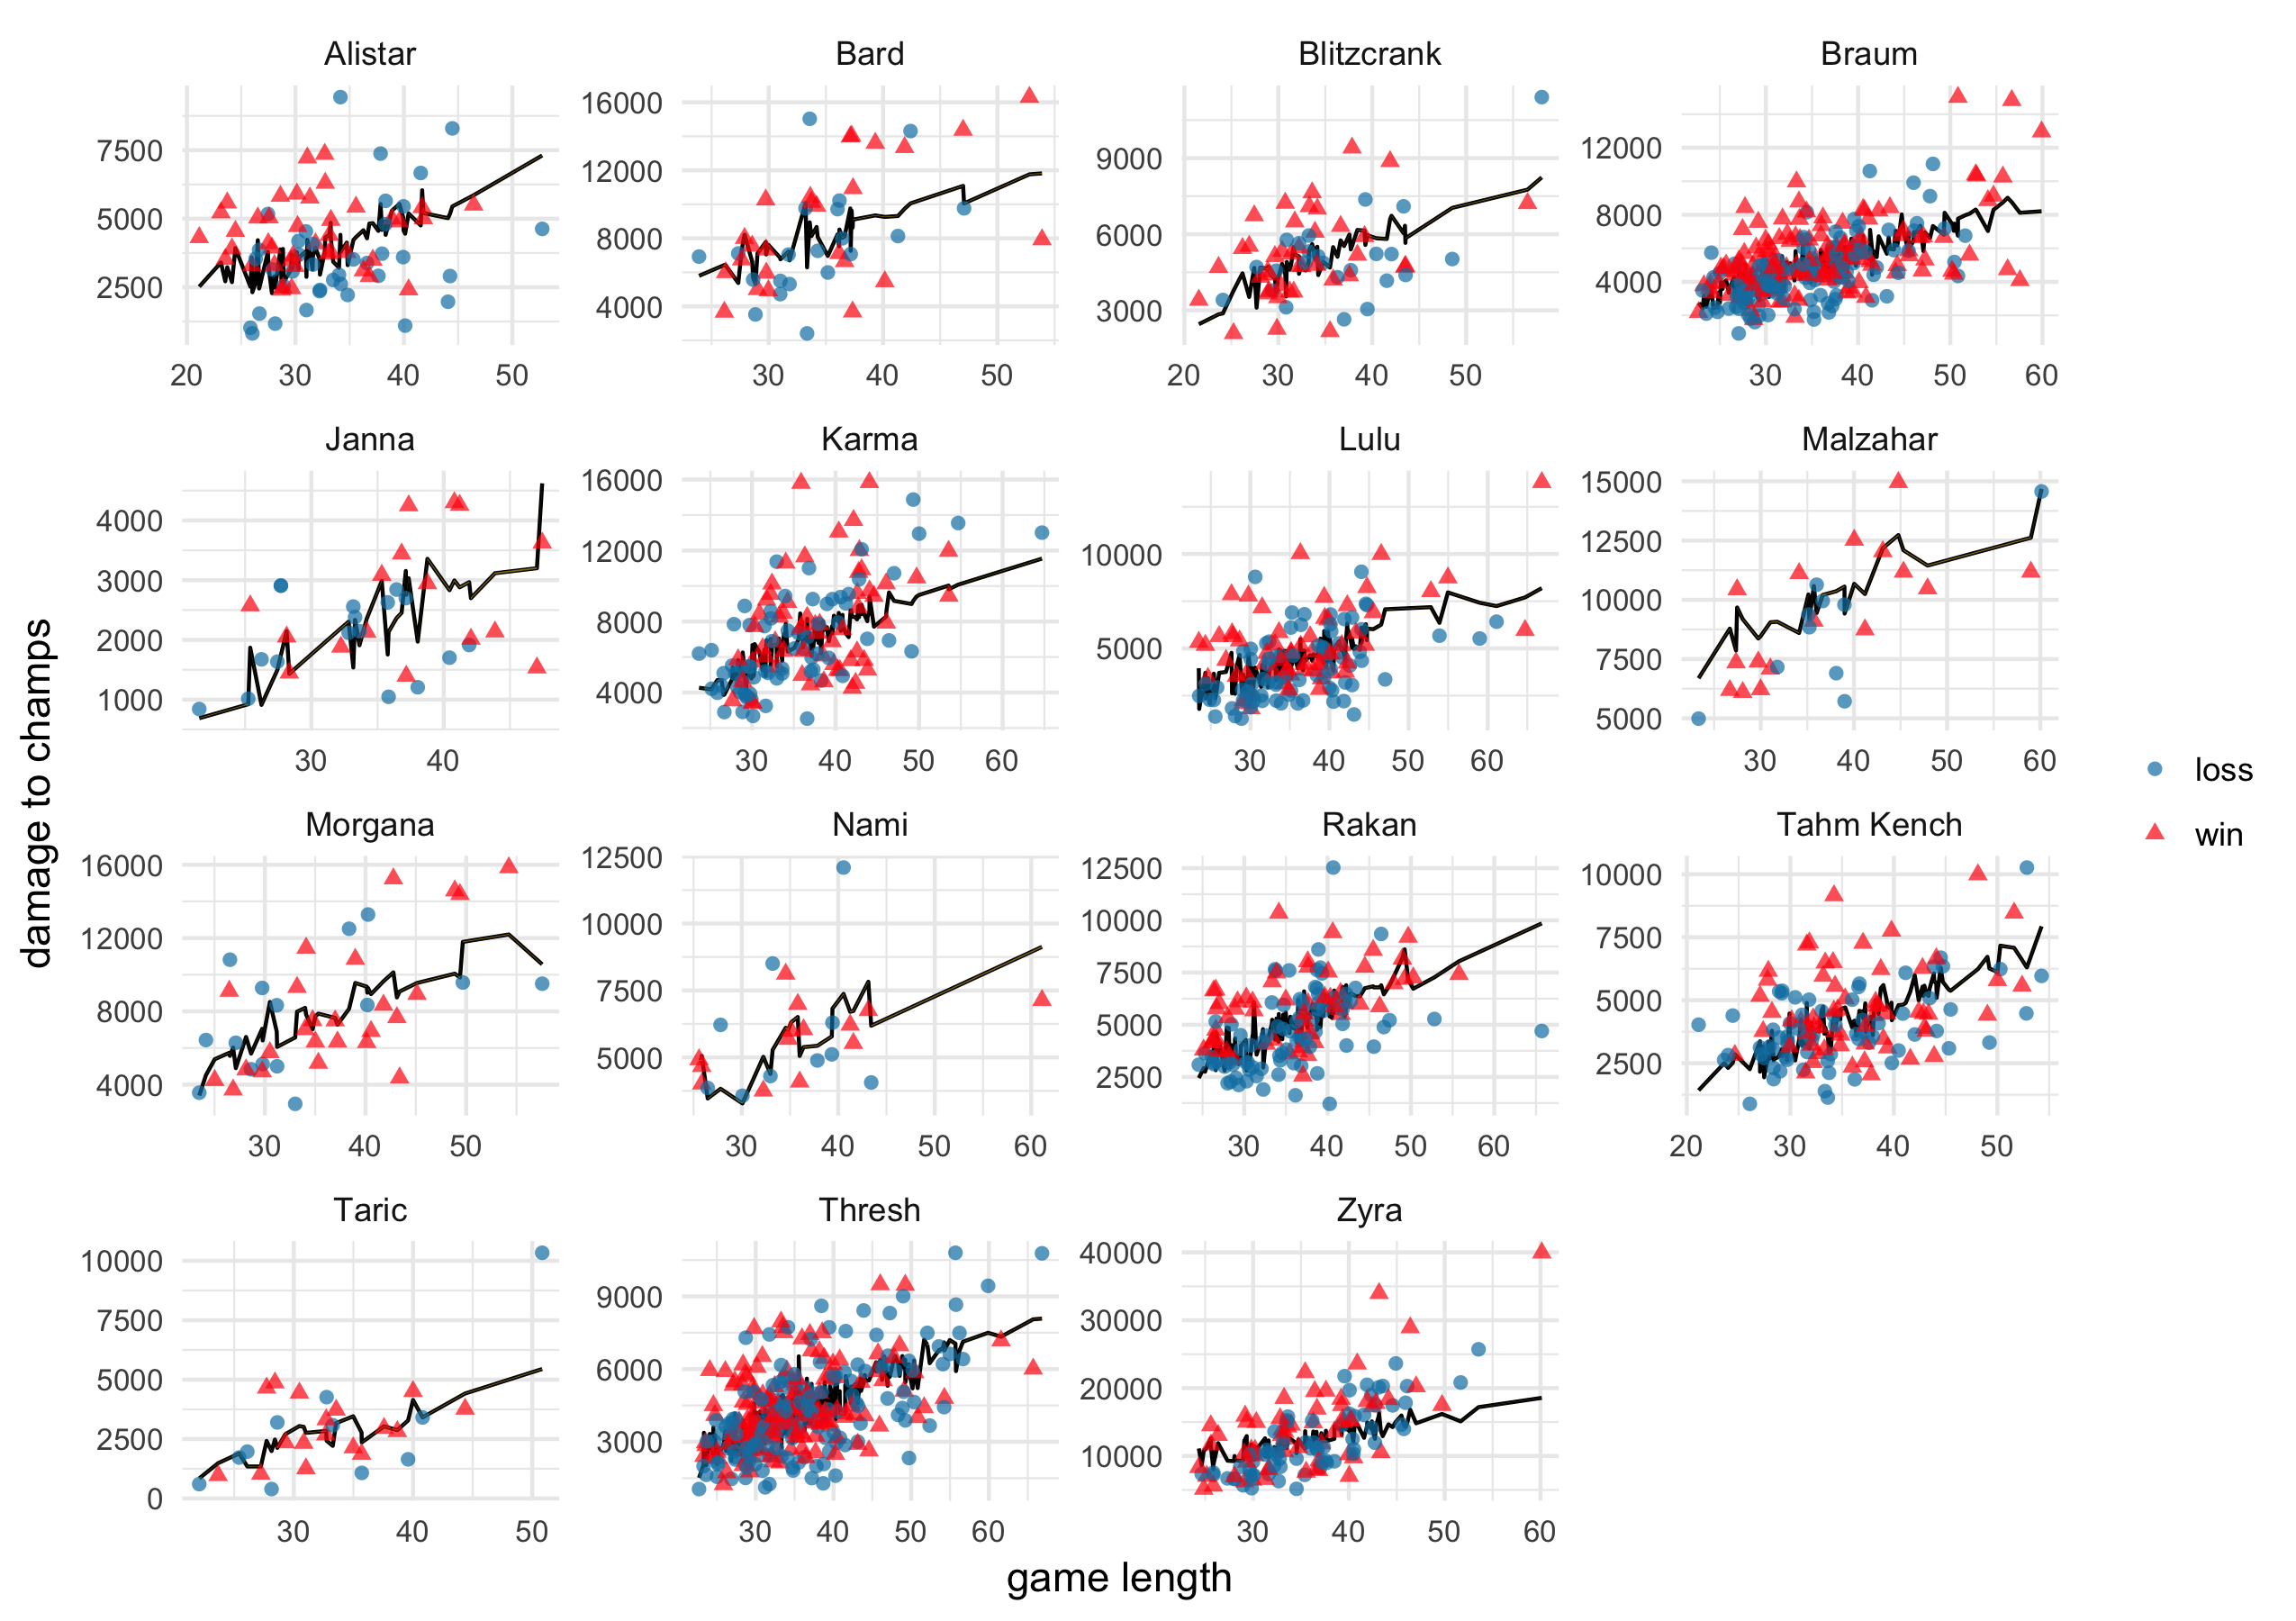 Alistar Bard Blitzcrank Braum
7500 5000 2500
20 30 40 50
16000 12000 8000 4000
30 40 50
9000 6000 3000
20 30 40 50
12000 8000 4000
30 40 50 60
Janna Karma Lulu Malzahar
4000 3000 2000 1000
30 40
16000 12000 8000 4000
30 40 50 60
10000 5000
30 40 50 60
15000 12500 10000 7500 5000
30 40 50 60
Morgana Nami Rakan Tahm Kench
16000 12000 8000 4000
30 40 50
12500 10000 7500 5000
30 40 50 60
12500 10000 7500 5000 2500
30 40 50 60
10000 7500 5000 2500
20 30 40 50
Taric Thresh Zyra
10000 7500 5000 2500 0
30 40 50
9000 6000 3000
30 40 50 60
40000 30000 20000 10000
30 40 50 60
game length
damage to champs
loss
win